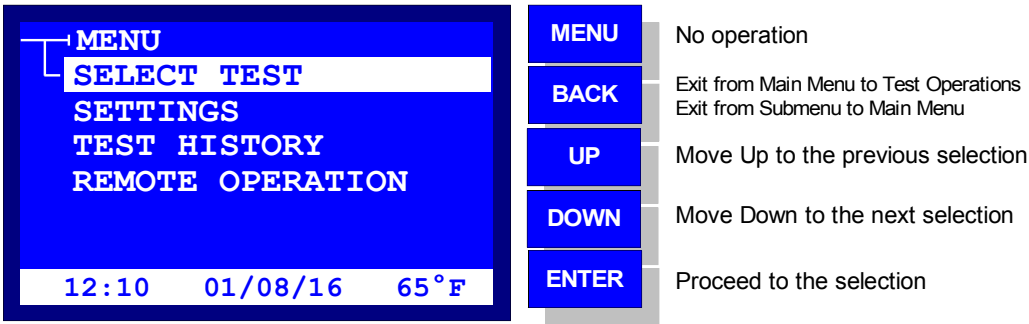 MENU
SELECT TEST
SETTINGS
TEST HISTORY
REMOTE OPERATION
12:10 01/08/16 65°F
MENU No operation
BACK Exit from Main Menu to Test Operations
Exit from Submenu to Main Menu
UP Move Up to the previous selection
DOWN Move Down to the next selection
ENTER Proceed to the selection